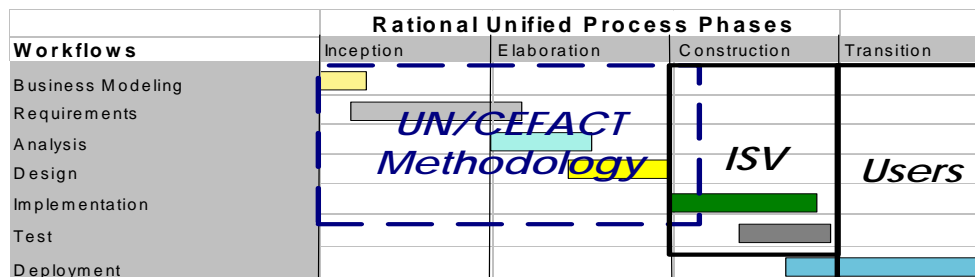 Rational Unified Process Phases
Workflows Inception Elaboration Construction Transition
Business Modeling
Requirements
UN/CEFACT
Analysis
Methodology ISV Users
Design
Implementation
Test
Deployment